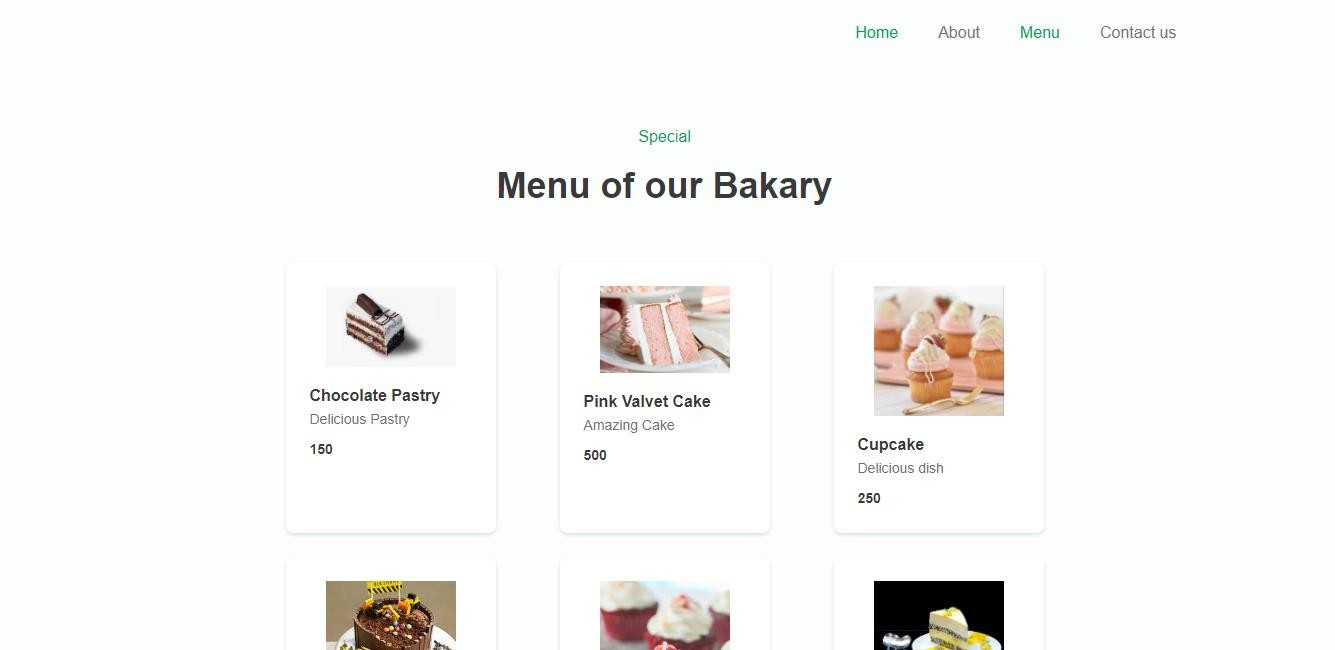 Home About Menu Contact us
Special
Menu of our Bakary
Chocolate Pastry
Delicious Pastry
150
Pink Valvet Cake
Amazing Cake
500
Cupcake
Delicious dish
250